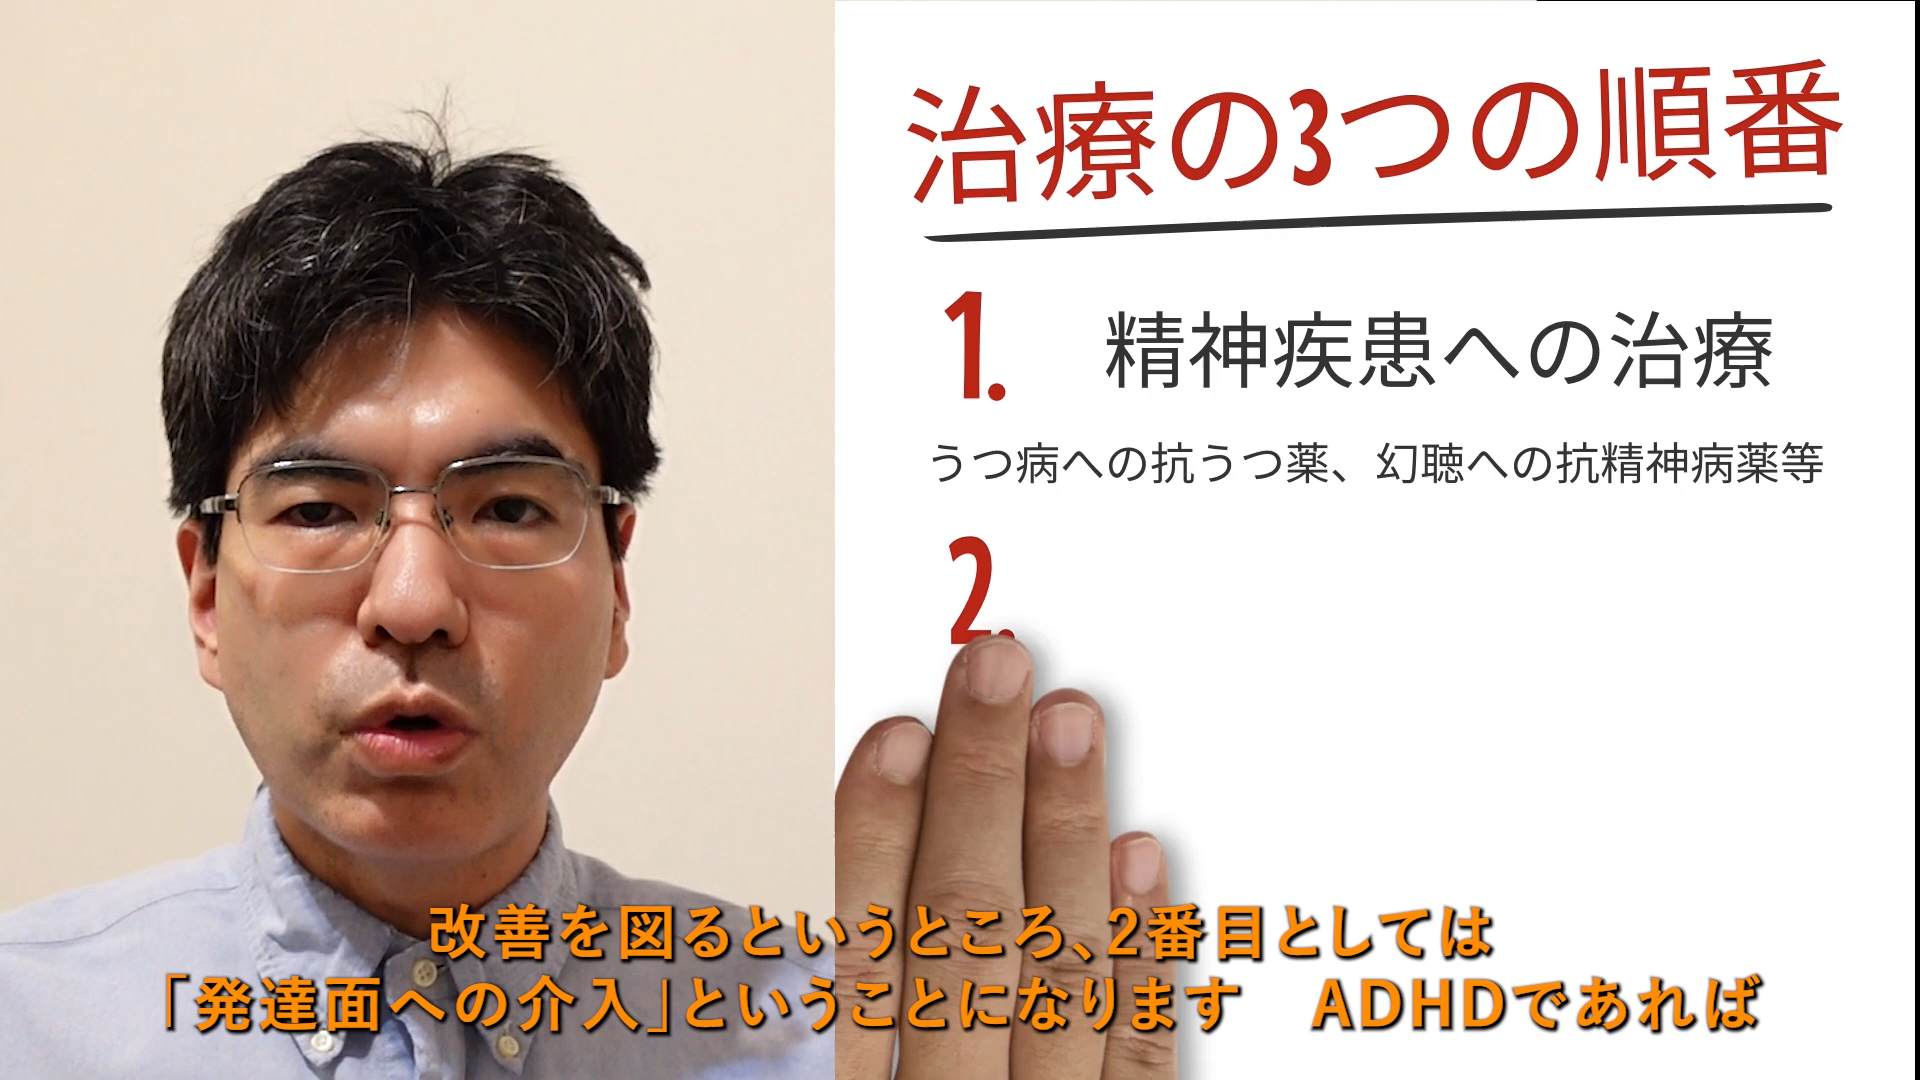 治療の3つの順番
1. 精神疾患への治療
うつ病への抗うつ薬、幻聴への抗精神病薬等
2.
改善を図るというところ、2番目としては
「発達面への介入」ということになります　ADHDであれば